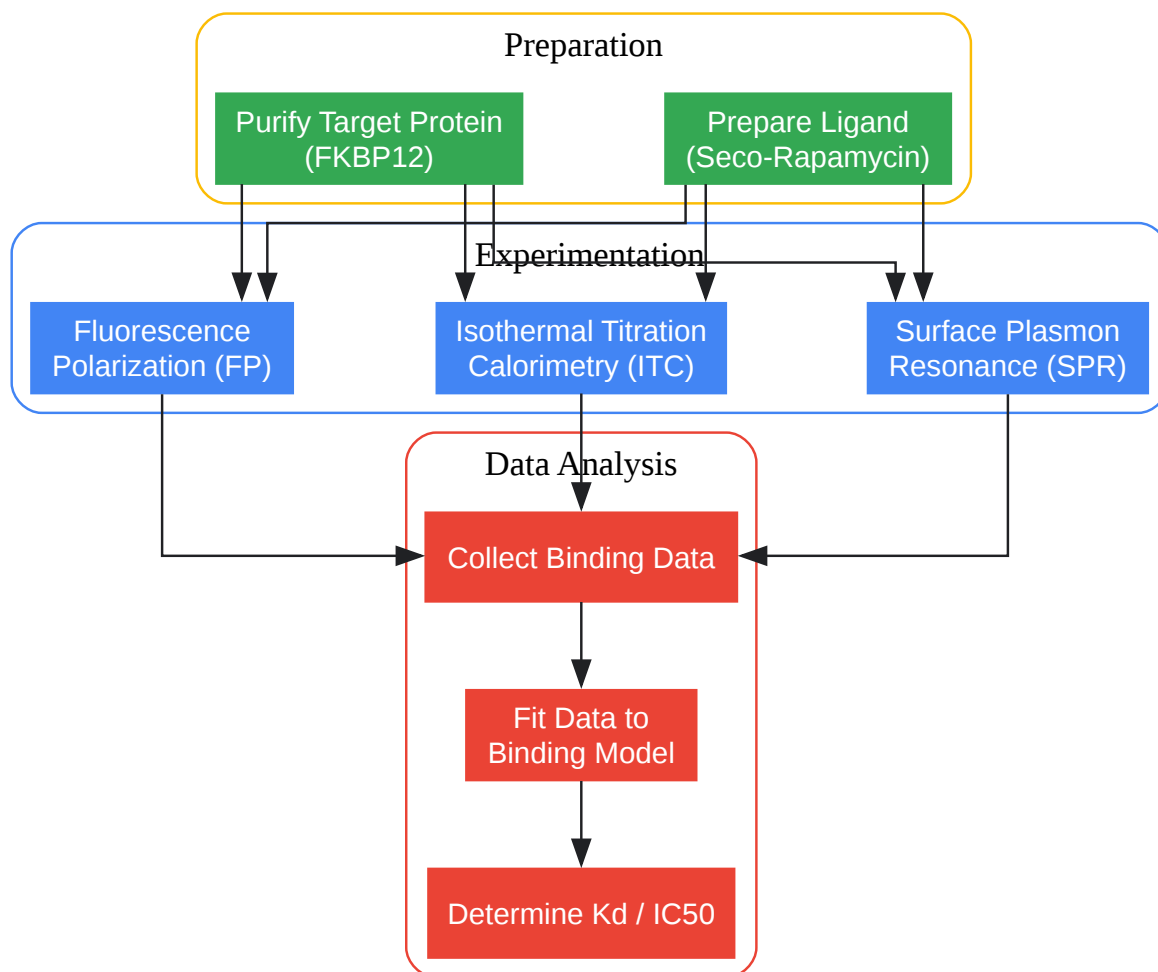 Preparation
Purify Target Protein
(FKBP12)
Prepare Ligand
(Seco-Rapamycin)
Experimentation
Fluorescence
Polarization (FP)
Isothermal Titration
Calorimetry (ITC)
Surface Plasmon
Resonance (SPR)
Data Analysis
Collect Binding Data
Fit Data to
Binding Model
Determine Kd / IC50